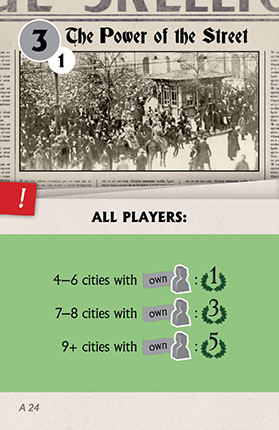 3 The Power of the Street
1
!
ALL PLAYERS:
4–6 cities with own : 1
7–8 cities with own : 3
9+ cities with own : 5
A 24